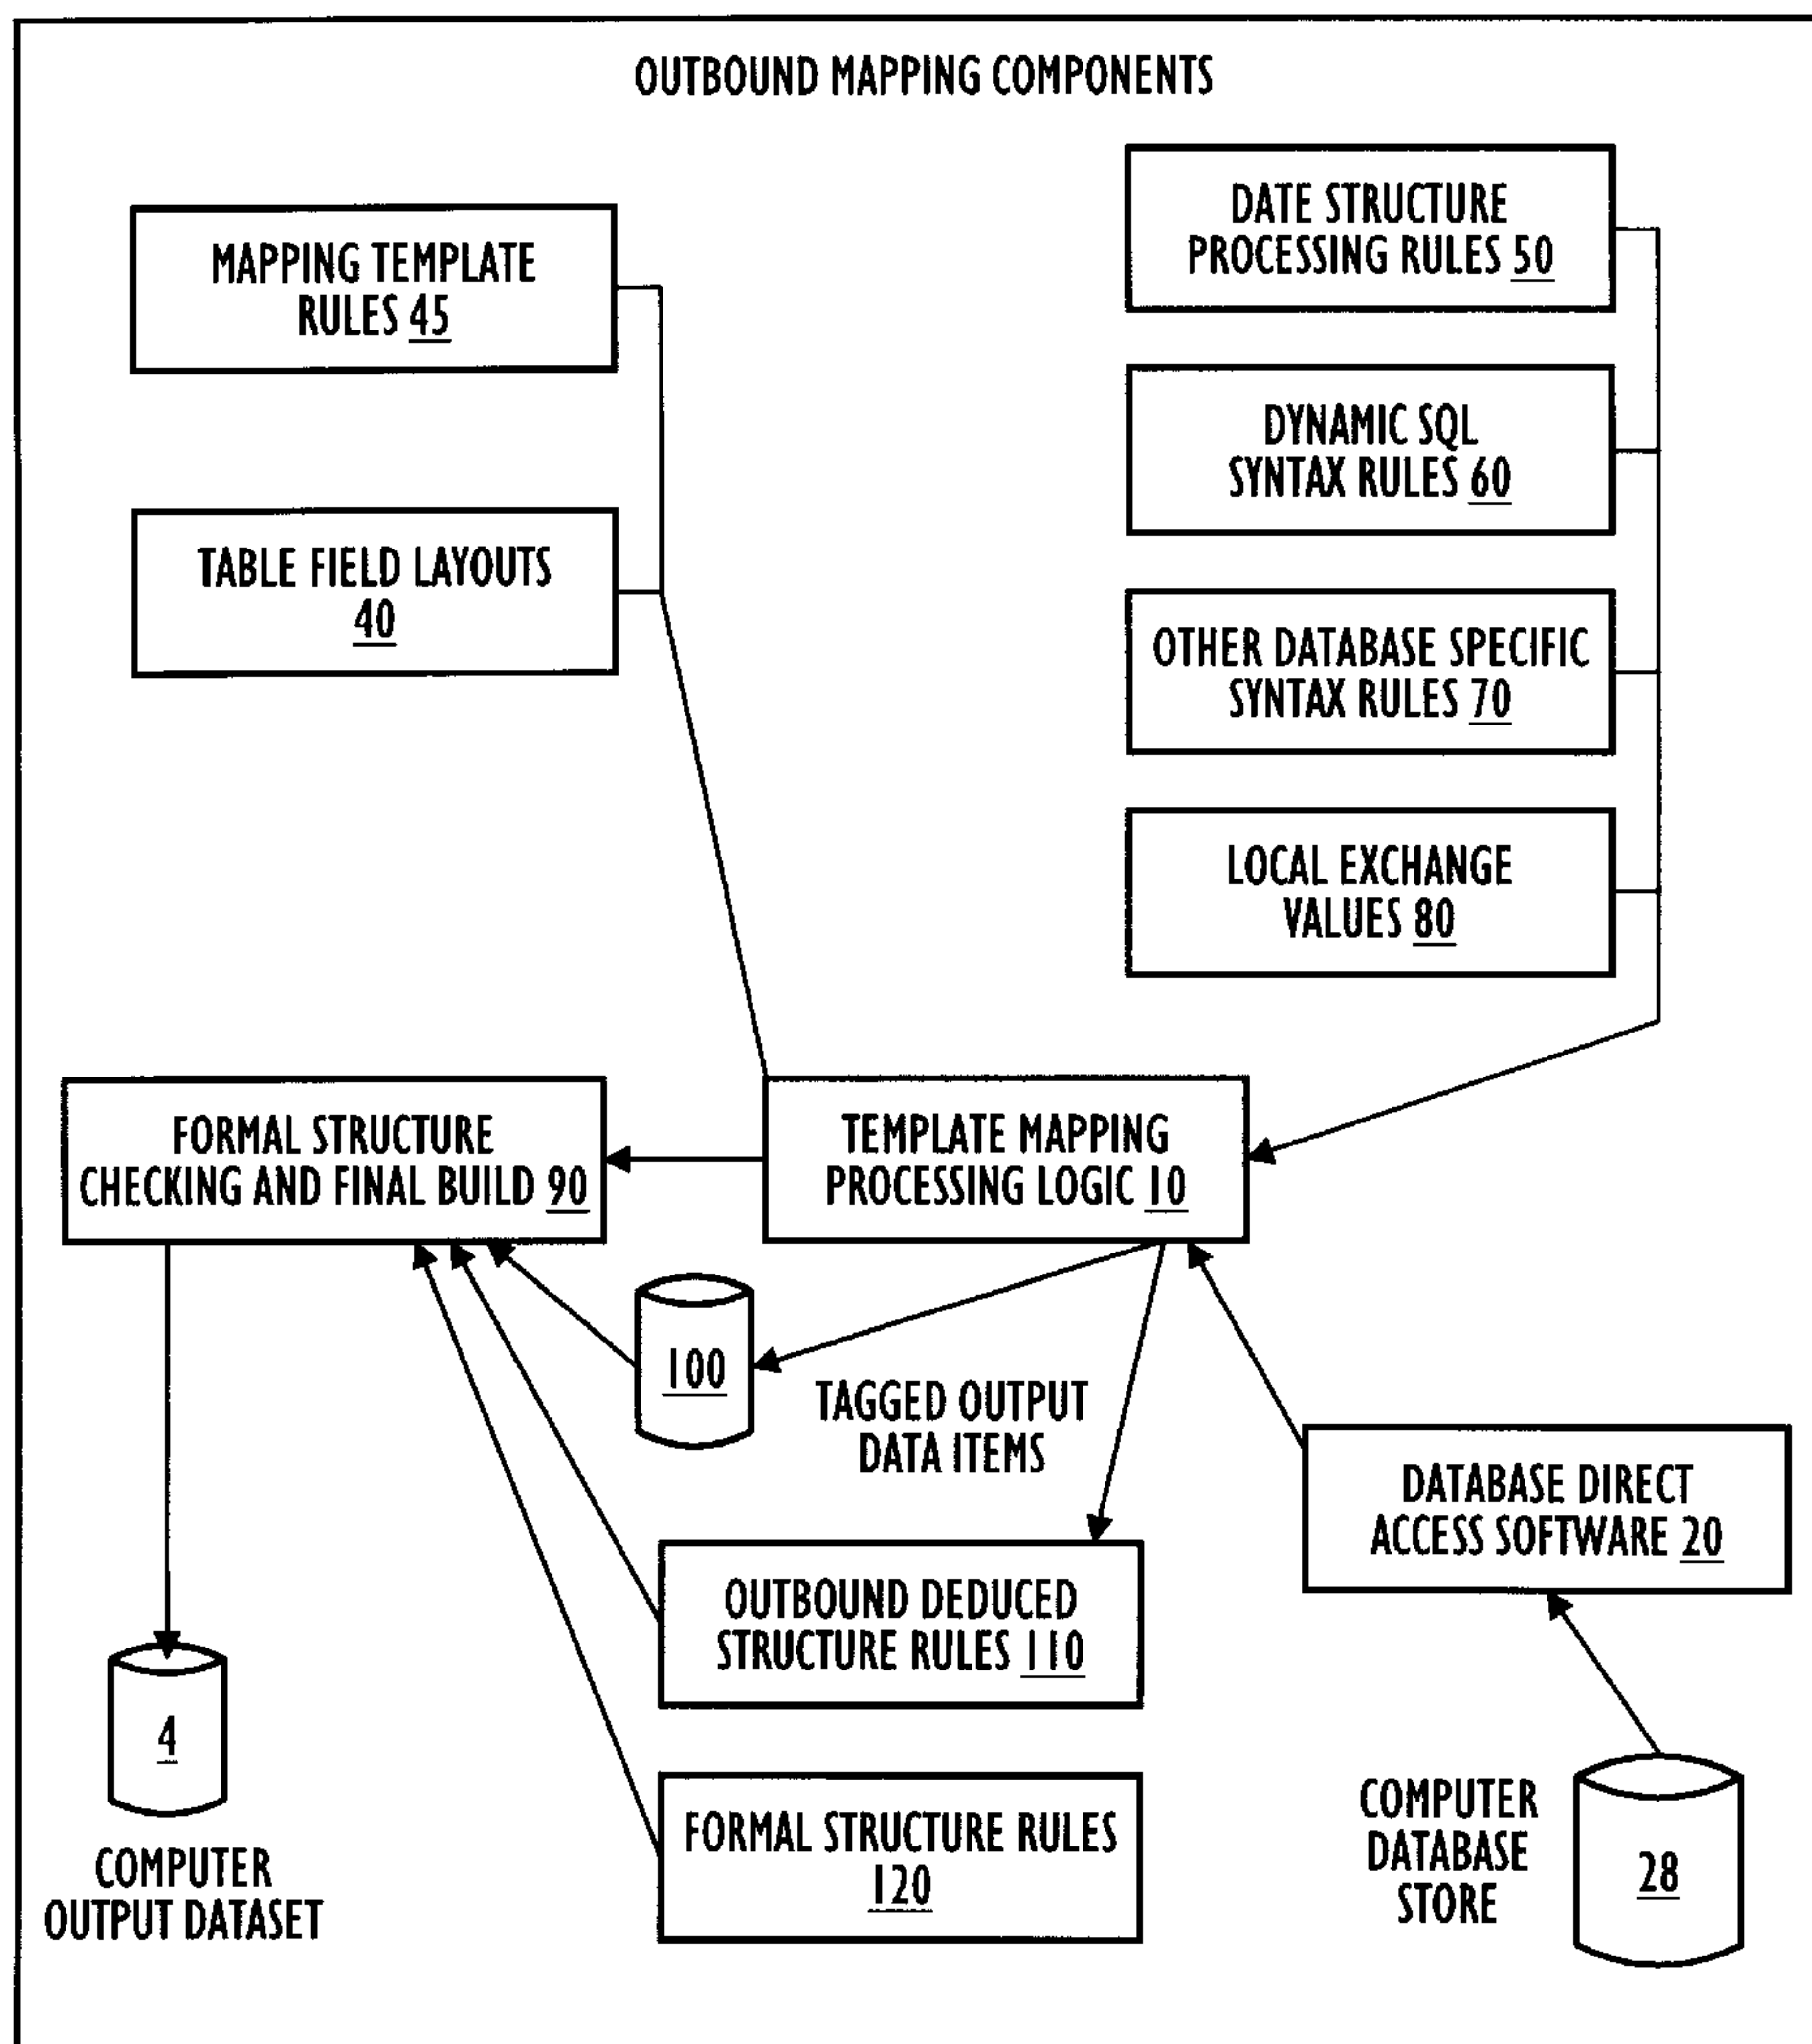 OUTBOUND MAPPING COMPONENTS
MAPPING TEMPLATE
RULES 45
TABLE FIELD LAYOUTS
40
DATE STRUCTURE
PROCESSING RULES 50
DYNAMIC SQL
SYNTAX RULES 60
OTHER DATABASE SPECIFIC
SYNTAX RULES 70
LOCAL EXCHANGE
VALUES 80
FORMAL STRUCTURE
CHECKING AND FINAL BUILD 90
TEMPLATE MAPPING
PROCESSING LOGIC 10
100
TAGGED OUTPUT
DATA ITEMS
DATABASE DIRECT
ACCESS SOFTWARE 20
OUTBOUND DEDUCED
STRUCTURE RULES 110
4
COMPUTER
OUTPUT DATASET
FORMAL STRUCTURE RULES
120
COMPUTER
DATABASE
STORE
28